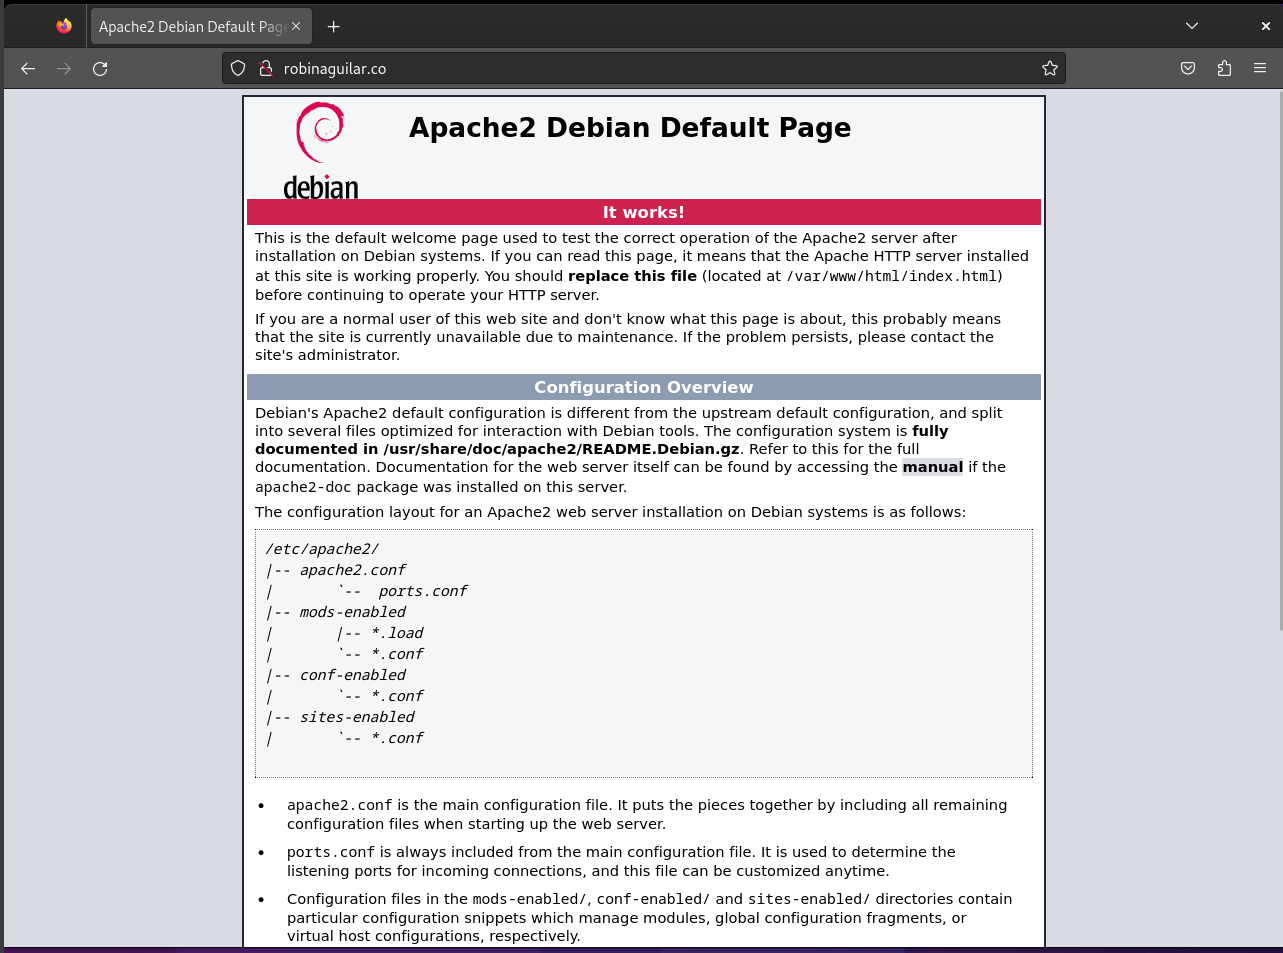 Apache2 Debian Default Pag
robinaguilar.co
debian
Apache2 Debian Default Page
It works!
This is the default welcome page used to test the correct operation of the Apache2 server after
installation on Debian systems. If you can read this page, it means that the Apache HTTP server installed
at this site is working properly. You should replace this file (located at /var/www/html/index.html)
before continuing to operate your HTTP server.
If you are a normal user of this web site and don't know what this page is about, this probably means
that the site is currently unavailable due to maintenance. If the problem persists, please contact the
site's administrator.
Configuration Overview
Debian's Apache2 default configuration is different from the upstream default configuration, and split
into several files optimized for interaction with Debian tools. The configuration system is fully
documented in /usr/share/doc/apache2/README.Debian.gz. Refer to this for the full
documentation. Documentation for the web server itself can be found by accessing the manual if the
apache2-doc package was installed on this server.
The configuration layout for an Apache2 web server installation on Debian systems is as follows:
/etc/apache2/
|-- apache2.conf
|       `--  ports.conf
|-- mods-enabled
|       |-- *.load
|       `-- *.conf
|-- conf-enabled
|       `-- *.conf
|-- sites-enabled
|       `-- *.conf
• apache2.conf is the main configuration file. It puts the pieces together by including all remaining
configuration files when starting up the web server.
• ports.conf is always included from the main configuration file. It is used to determine the
listening ports for incoming connections, and this file can be customized anytime.
• Configuration files in the mods-enabled/, conf-enabled/ and sites-enabled/ directories contain
particular configuration snippets which manage modules, global configuration fragments, or
virtual host configurations, respectively.